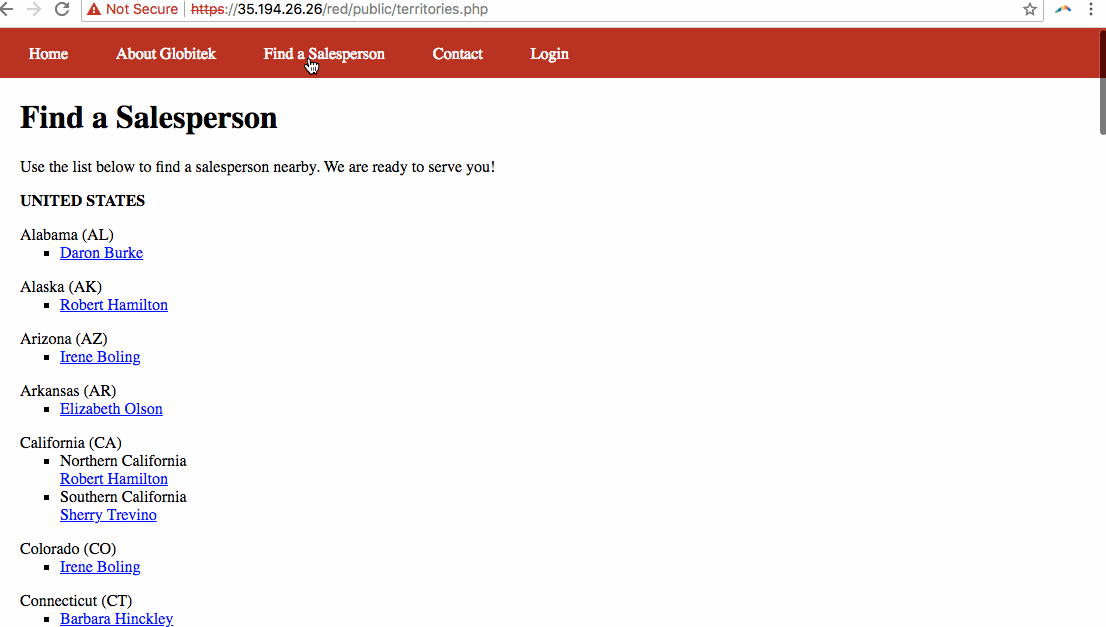 Not Secure | https://35.194.26.26/red/public/territories.php
Home About Globitek Find a Salesperson Contact Login
Find a Salesperson
Use the list below to find a salesperson nearby. We are ready to serve you!
UNITED STATES
Alabama (AL)
Daron Burke
Alaska (AK)
Robert Hamilton
Arizona (AZ)
Irene Boling
Arkansas (AR)
Elizabeth Olson
California (CA)
Northern California
Robert Hamilton
Southern California
Sherry Trevino
Colorado (CO)
Irene Boling
Connecticut (CT)
Barbara Hinckley